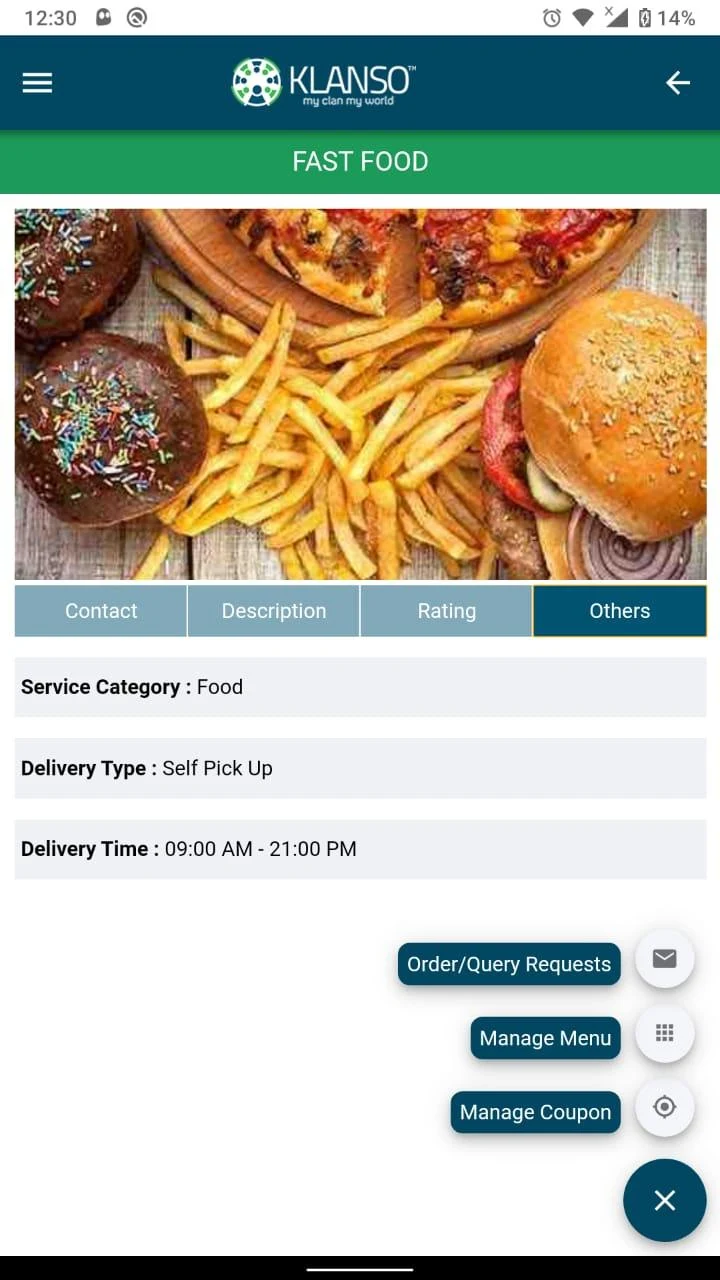 12:30
14%
KLANSO™
my clan my world
FAST FOOD
Contact Description Rating Others
Service Category : Food
Delivery Type : Self Pick Up
Delivery Time : 09:00 AM - 21:00 PM
Order/Query Requests
Manage Menu
Manage Coupon